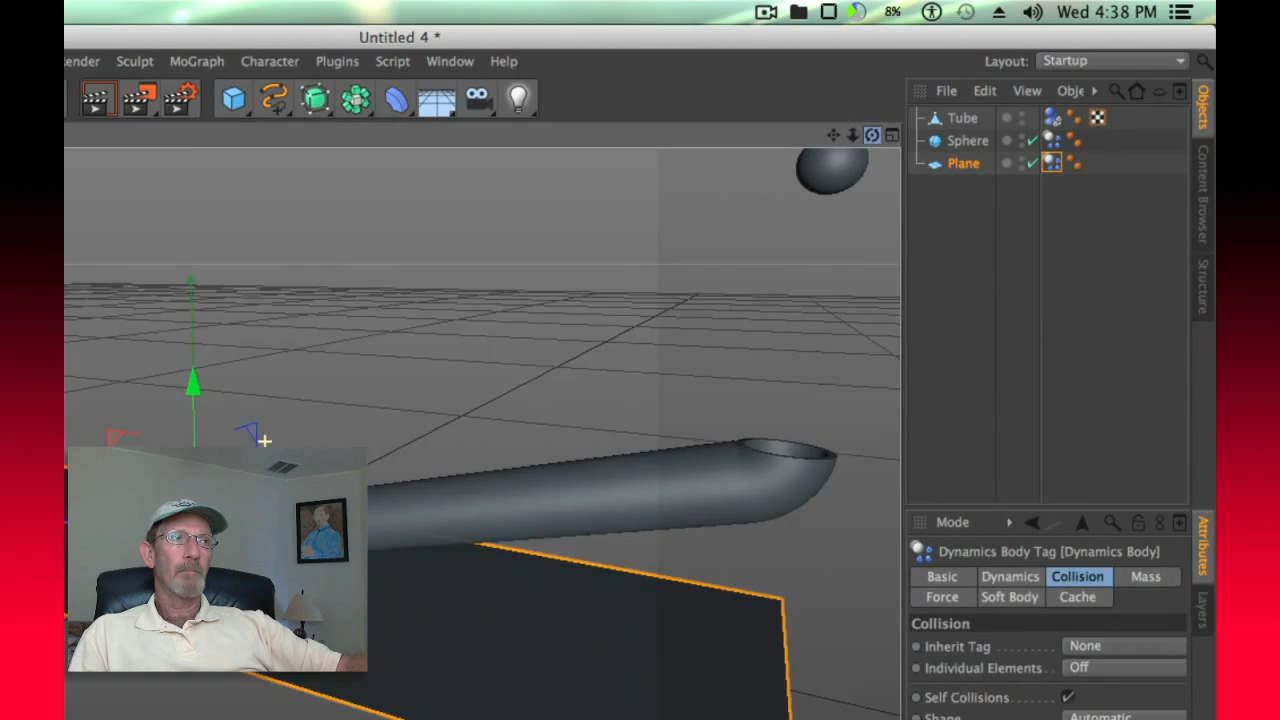 8% Wed 4:38 PM
Untitled 4 *
ender Sculpt MoGraph Character Plugins Script Window Help Layout: Startup
File Edit View Obje
Tube
Sphere
Plane
Objects
Content Browser
Structure
Mode
Dynamics Body Tag [Dynamics Body]
Basic Dynamics Collision Mass
Force Soft Body Cache
Collision
Inherit Tag None
Individual Elements Off
Self Collisions
Shape Automatic
Attributes
Layers